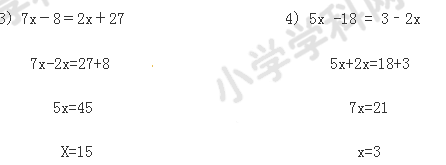 3) 7x－8＝2x＋27
7x-2x=27+8
5x=45
X=15
4) 5x -18 = 3﹣2x
5x+2x=18+3
7x=21
x=3
小学学科网